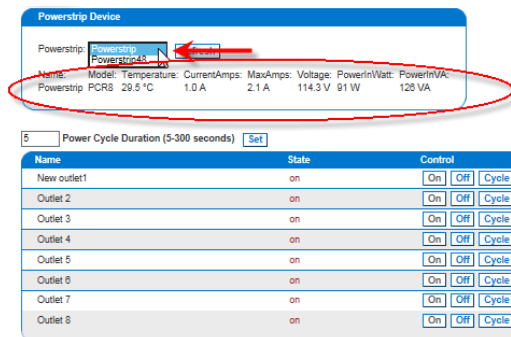 Powerstrip Device
Powerstrip: Powerstrip
Powerstrip48
Name: Model: Temperature: CurrentAmps: MaxAmps: Voltage: PowerInWatt: PowerInVA:
Powerstrip PCR8 29.5 °C 1.0 A 2.1 A 114.3 V 91 W 126 VA
5 Power Cycle Duration (5-300 seconds) Set
Name State Control
New outlet1 on On Off Cycle
Outlet 2 on On Off Cycle
Outlet 3 on On Off Cycle
Outlet 4 on On Off Cycle
Outlet 5 on On Off Cycle
Outlet 6 on On Off Cycle
Outlet 7 on On Off Cycle
Outlet 8 on On Off Cycle